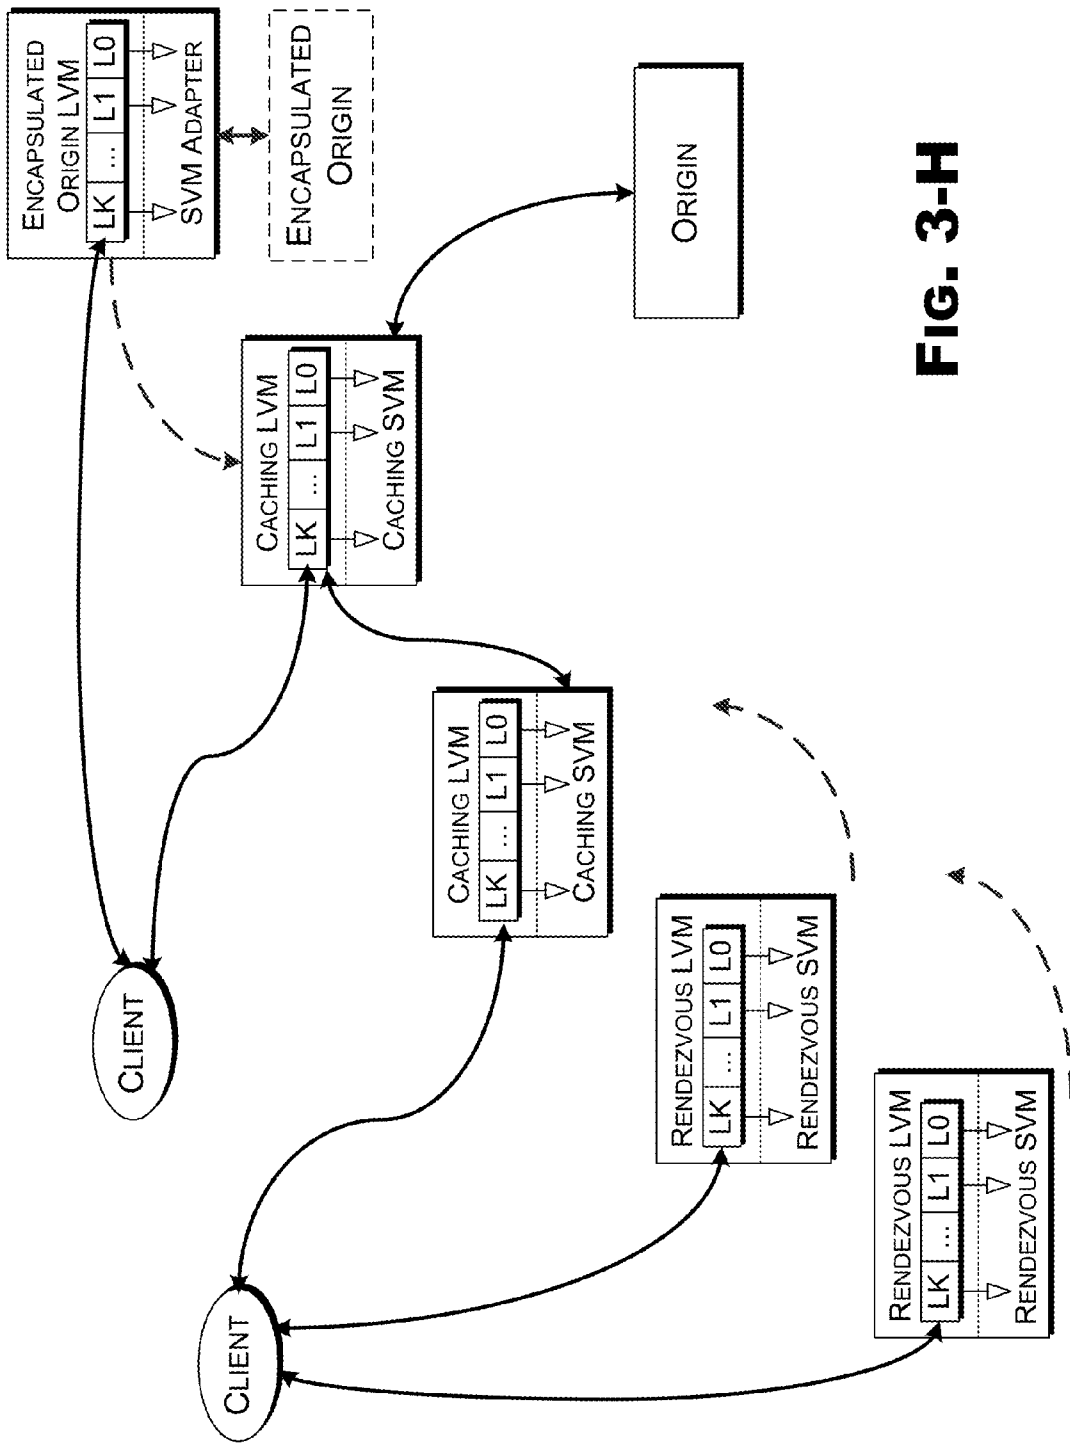 CLIENT
CLIENT
RENDEZVOUS LVM
LK ... L1 L0
RENDEZVOUS SVM
RENDEZVOUS LVM
LK ... L1 L0
RENDEZVOUS SVM
CACHING LVM
LK ... L1 L0
CACHING SVM
CACHING LVM
LK ... L1 L0
CACHING SVM
ENCAPSULATED
ORIGIN LVM
LK ... L1 L0
SVM ADAPTER
ENCAPSULATED
ORIGIN
ORIGIN
FIG. 3-H